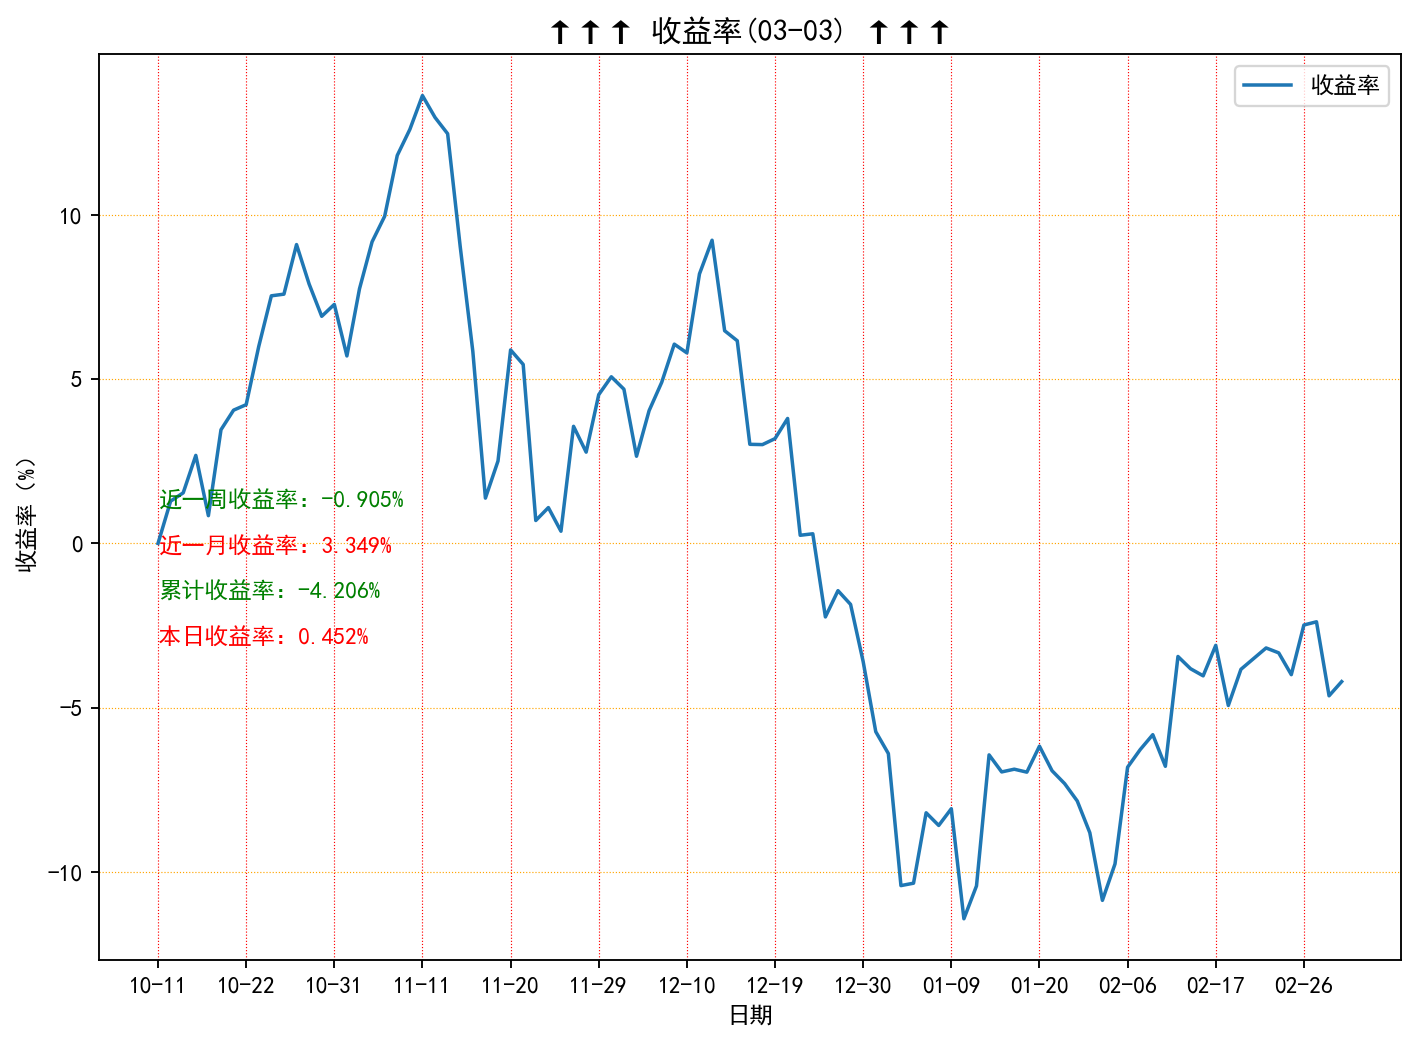 ↑↑↑ 收益率(03-03) ↑↑↑
收益率
10
5
0
-5
-10
收益率 (%)
近一周收益率: -0.905%
近一月收益率: 3.349%
累计收益率: -4.206%
本日收益率: 0.452%
10-11 10-22 10-31 11-11 11-20 11-29 12-10 12-19 12-30 01-09 01-20 02-06 02-17 02-26
日期